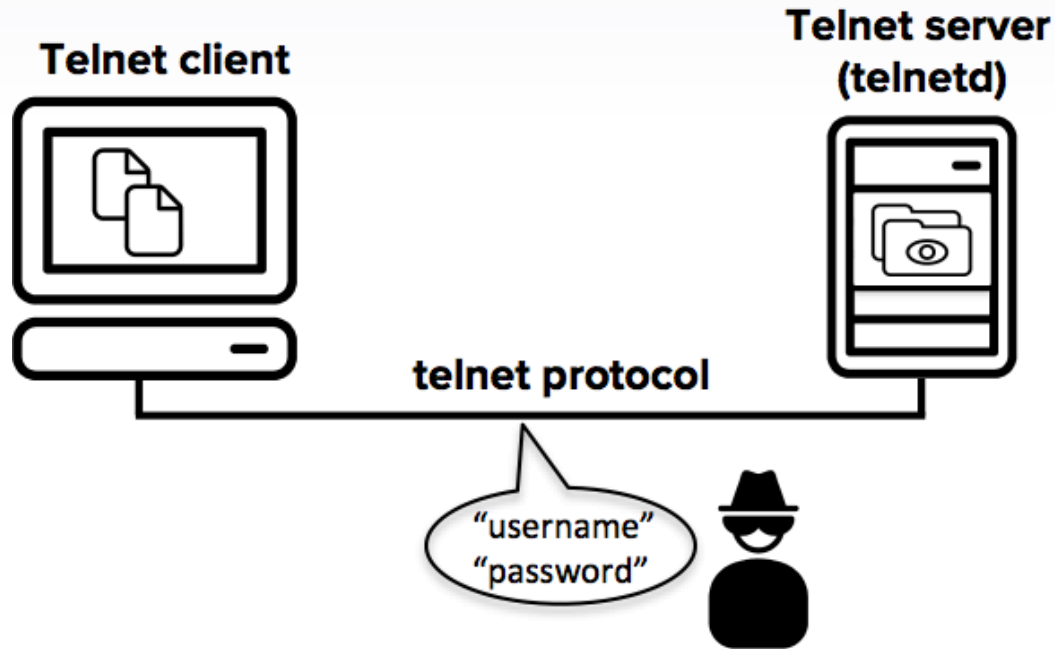 Telnet client
Telnet server
(telnetd)
telnet protocol
“username”
“password”